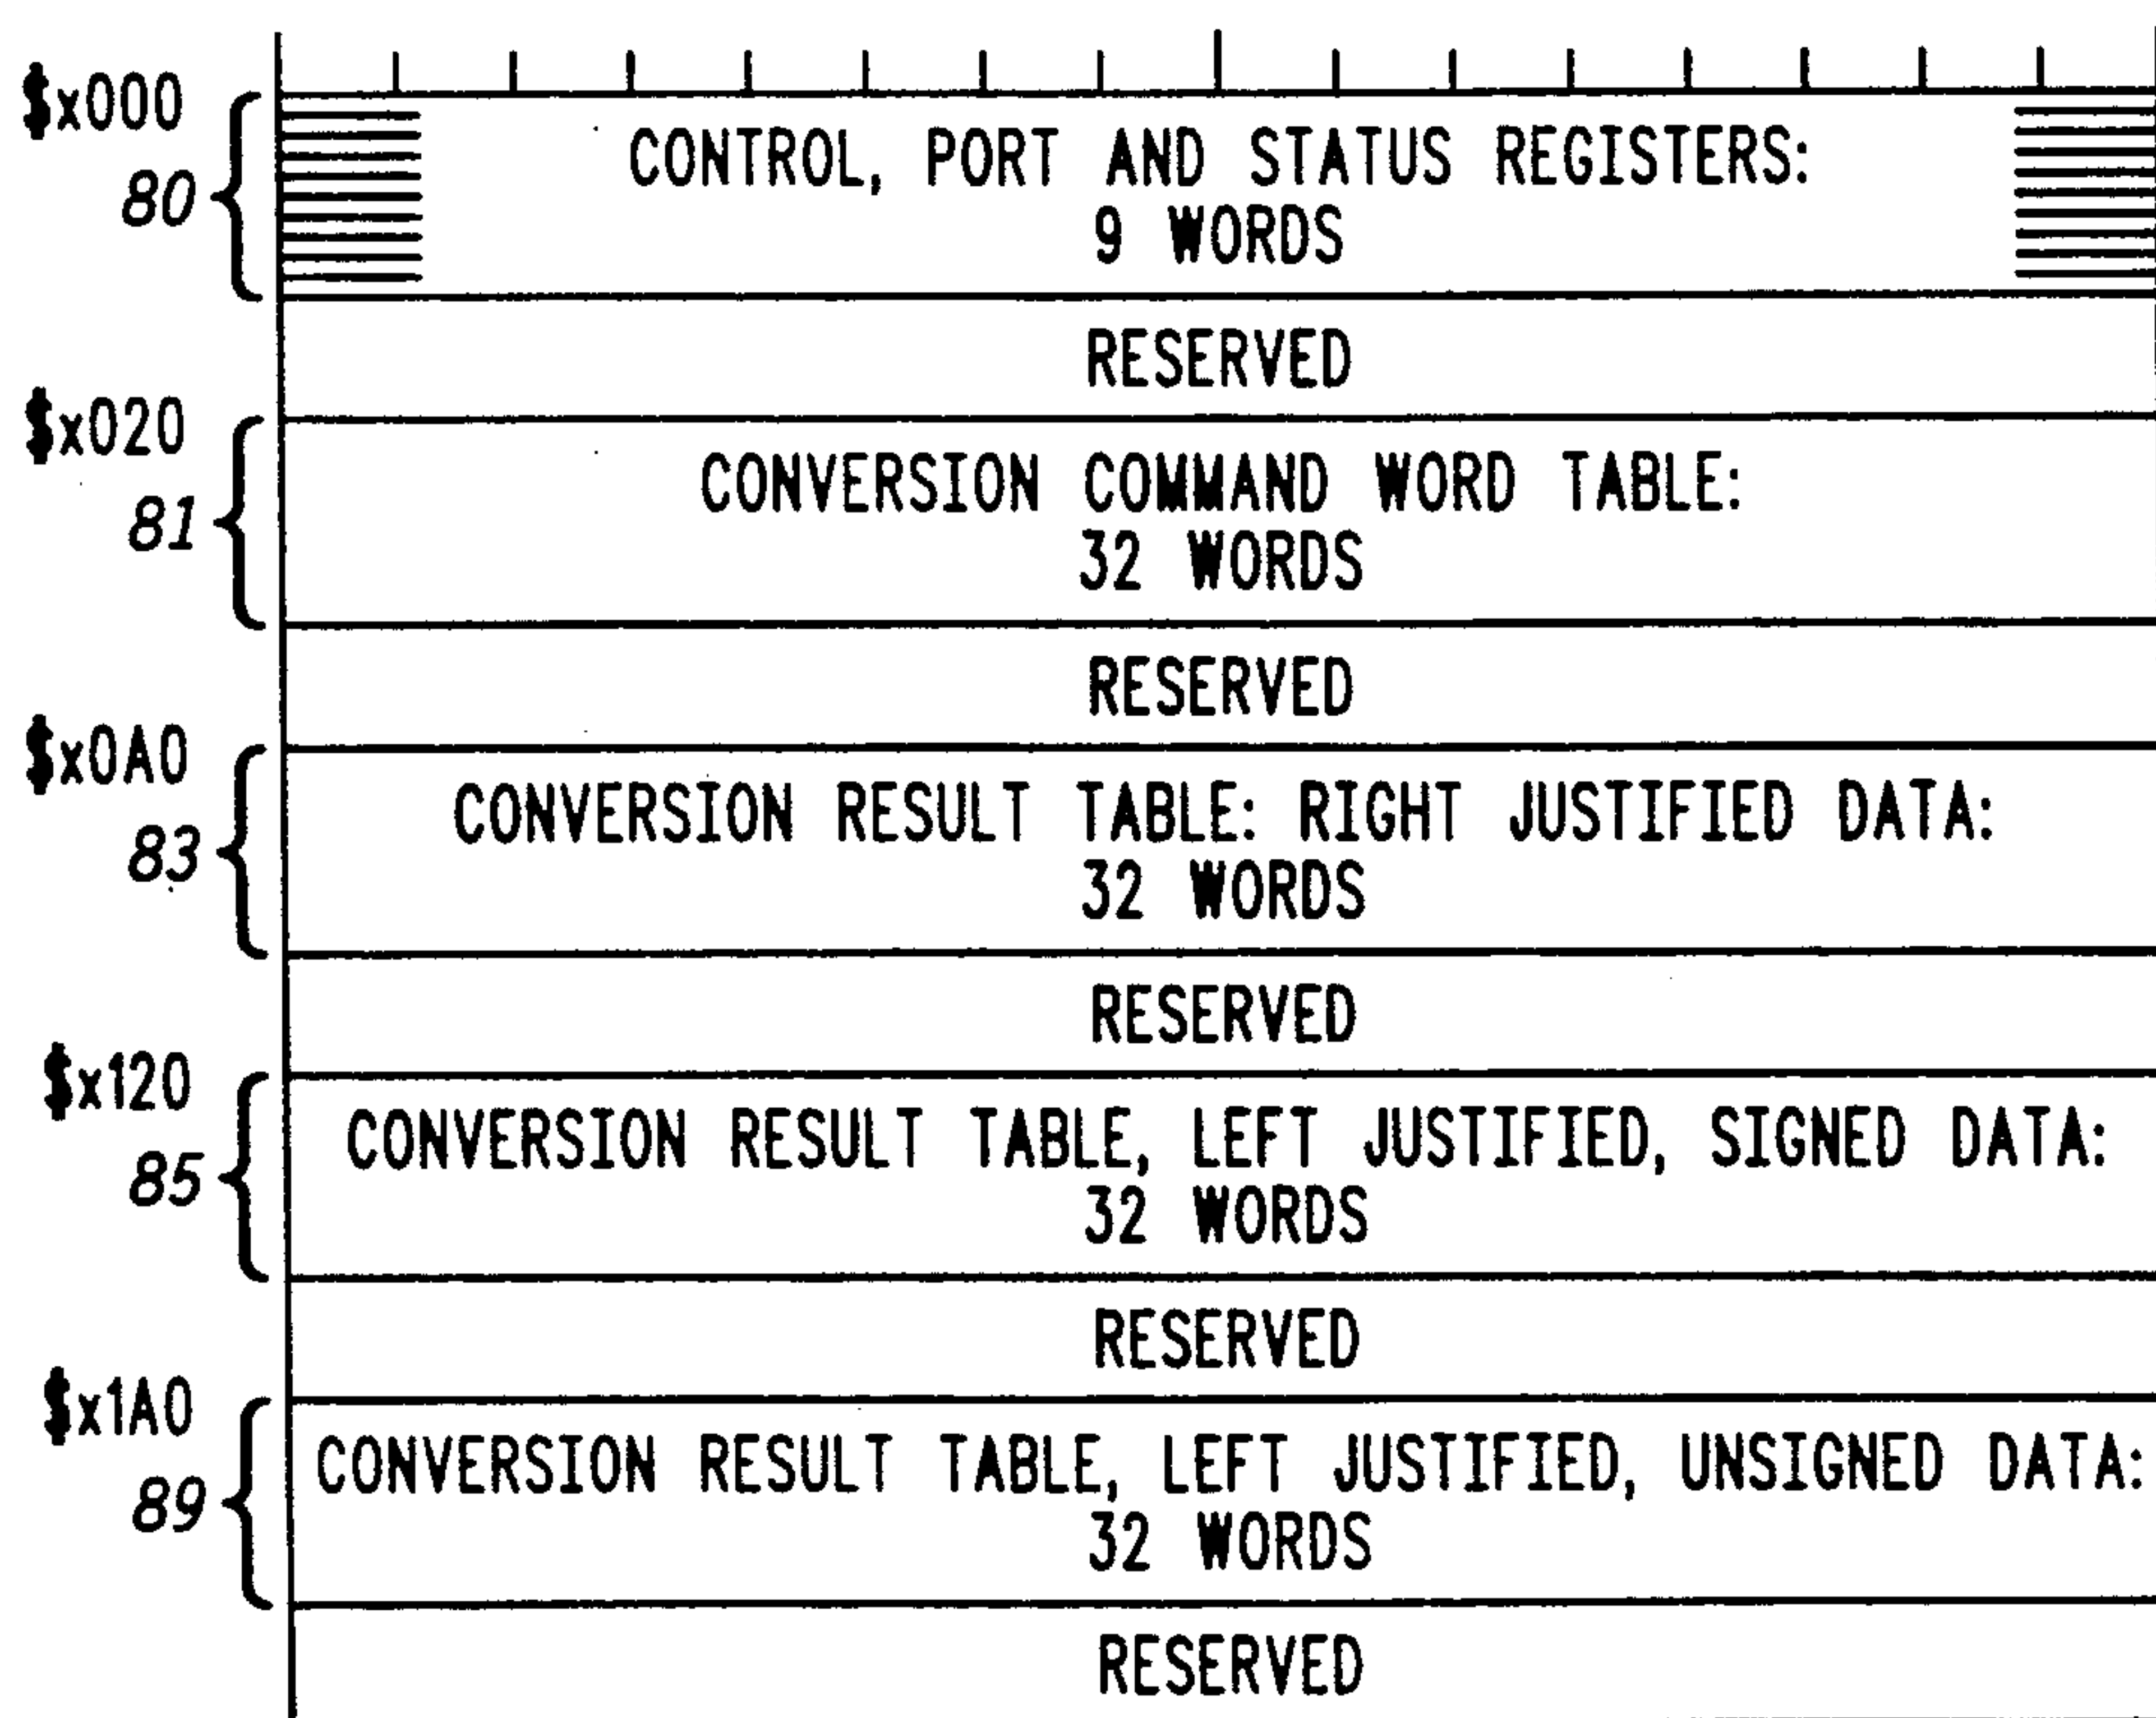 $x000
80
CONTROL, PORT AND STATUS REGISTERS:
9 WORDS
RESERVED
$x020
81
CONVERSION COMMAND WORD TABLE:
32 WORDS
RESERVED
$x0A0
83
CONVERSION RESULT TABLE: RIGHT JUSTIFIED DATA:
32 WORDS
RESERVED
$x120
85
CONVERSION RESULT TABLE, LEFT JUSTIFIED, SIGNED DATA:
32 WORDS
RESERVED
$x1A0
89
CONVERSION RESULT TABLE, LEFT JUSTIFIED, UNSIGNED DATA:
32 WORDS
RESERVED